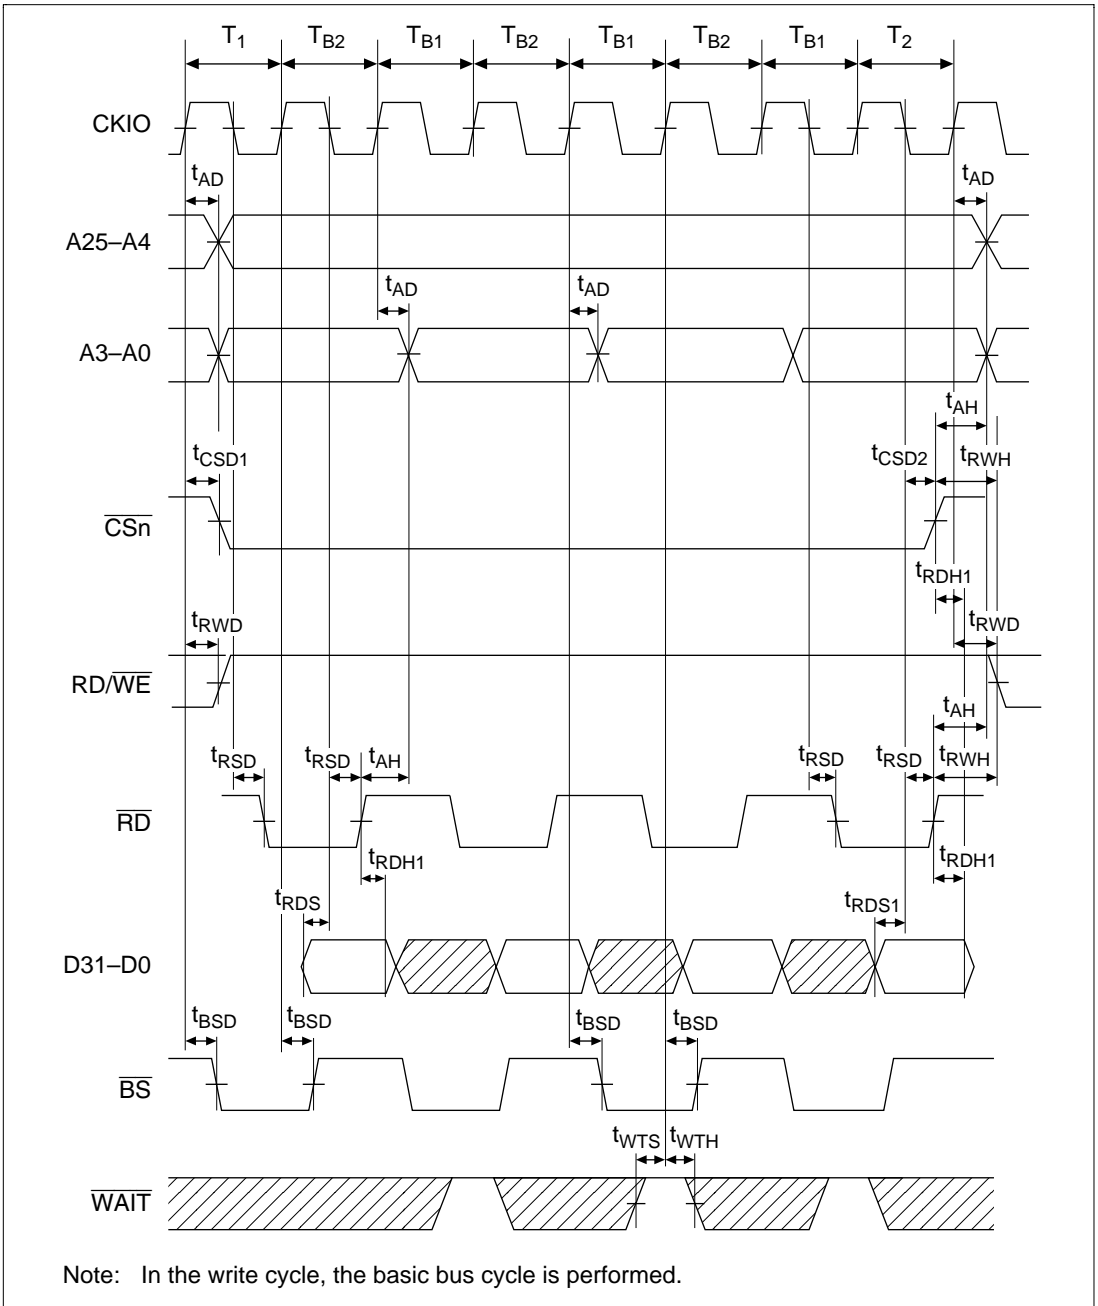 T1 TB2 TB1 TB2 TB1 TB2 TB1 T2
CKIO
tAD tAD
A25–A4
tAD tAD
A3–A0
tAH
tCSD1 tCSD2 tRWH
CSn
tRDH1
tRWD tRWD
RD/WE
tAH
tRSD tRSD tAH tRSD tRSD tRWH
RD
tRDH1 tRDH1
tRDS tRDS1
D31–D0
tBSD tBSD tBSD tBSD
BS
tWTS tWTH
WAIT
Note: In the write cycle, the basic bus cycle is performed.